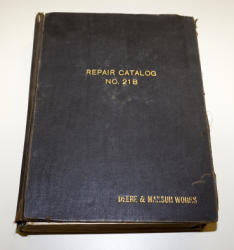 REPAIR CATALOG
NO. 21B
DEERE & MANSUR WORKS